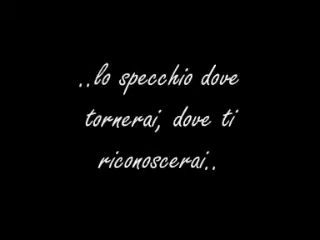 ..lo specchio dove
tornerai, dove ti
riconoscerai..